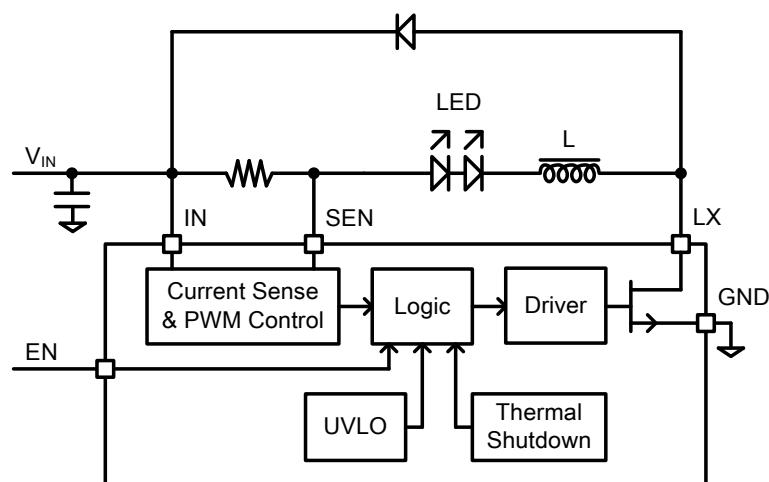 LED
L
VIN
IN
SEN
LX
Current Sense
& PWM Control
Logic
Driver
GND
EN
UVLO
Thermal
Shutdown